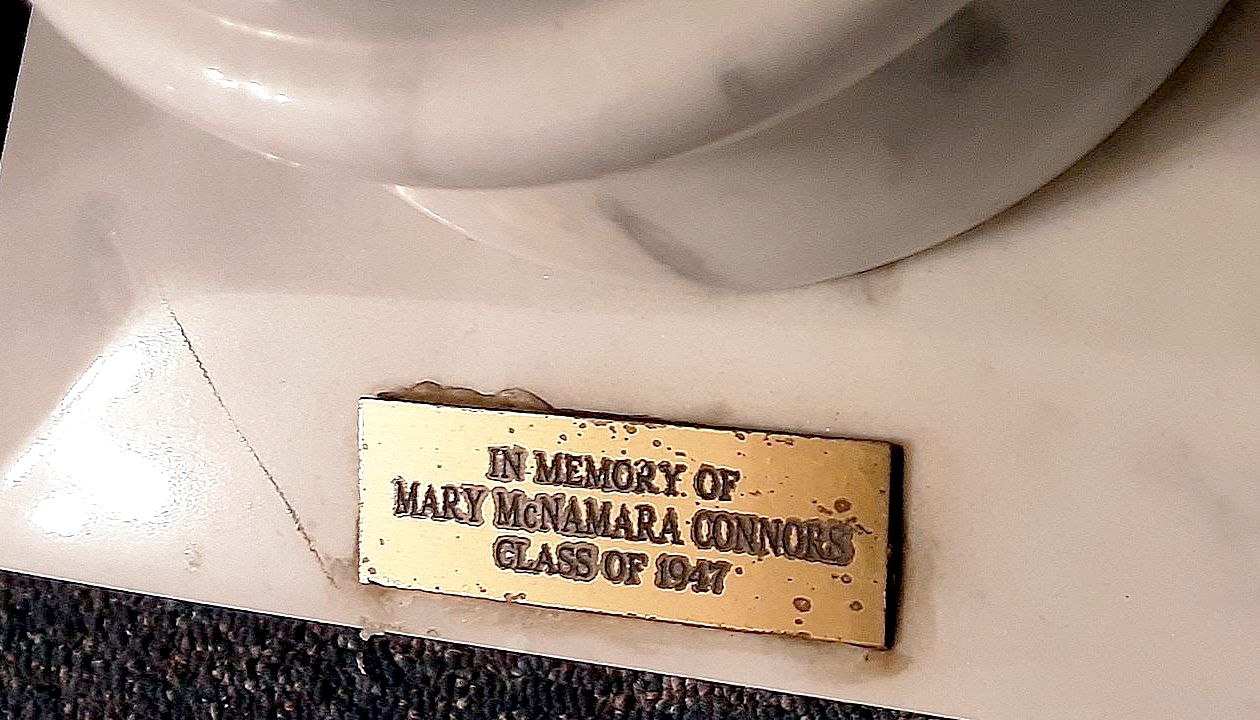 IN MEMORY OF
MARY McNAMARA CONNORS
CLASS OF 1947